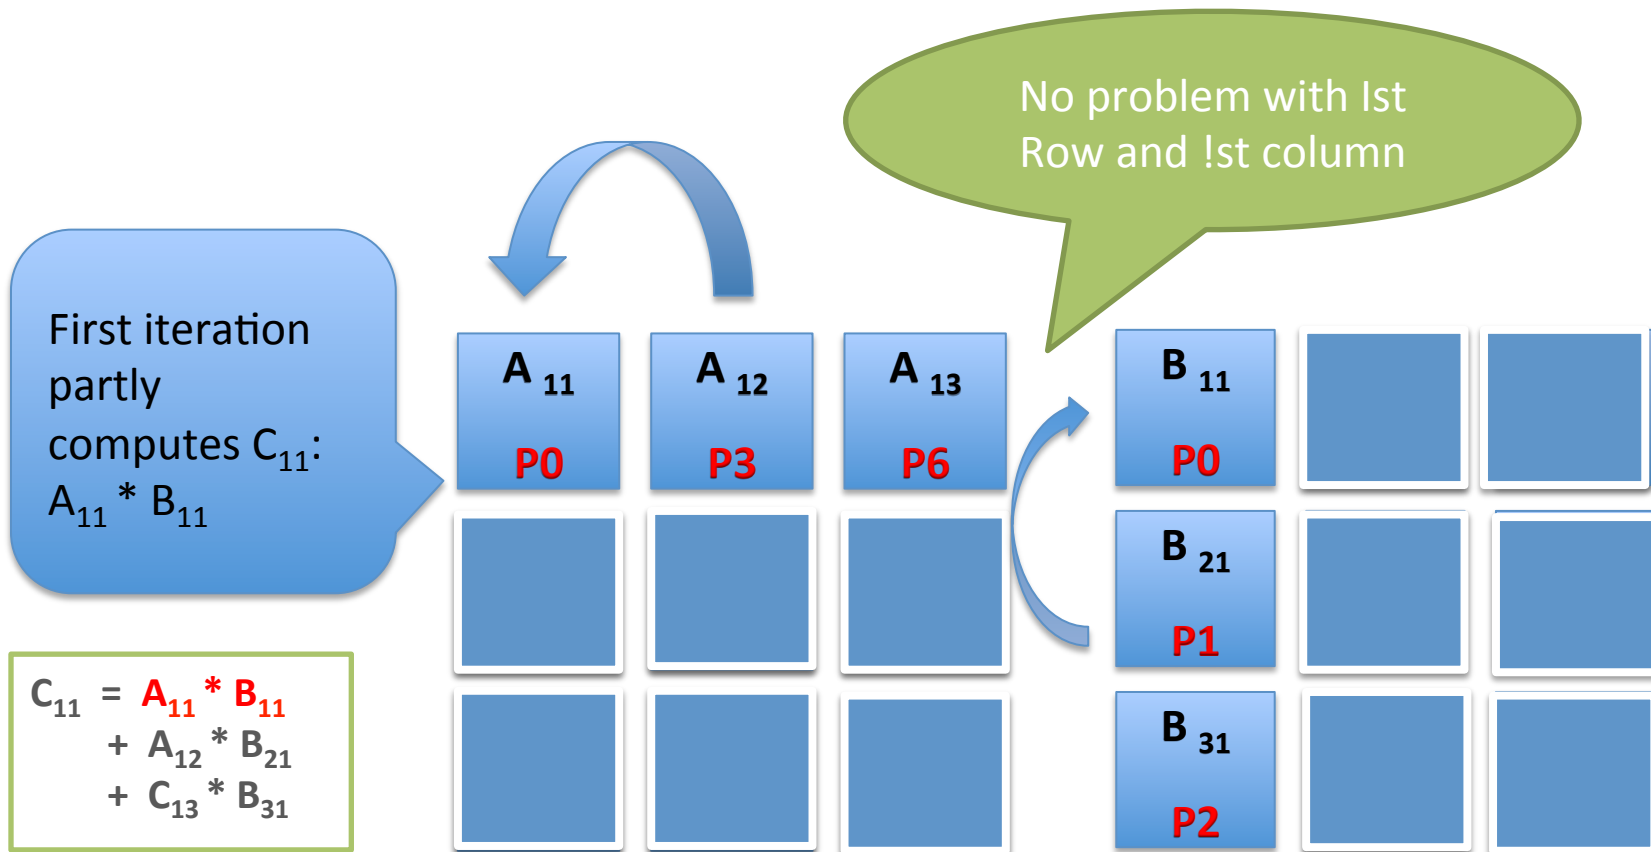 No problem with Ist
Row and !st column
First iteration
partly
computes C11:
A11 * B11
A 11
P0
A 12
P3
A 13
P6
B 11
P0
B 21
P1
B 31
P2
C11 = A11 * B11
+ A12 * B21
+ C13 * B31